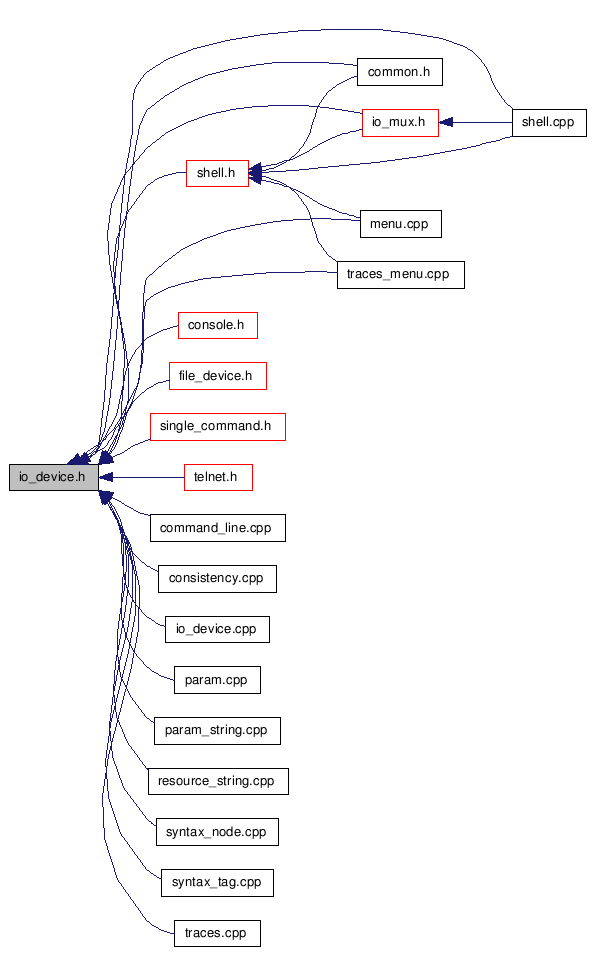 common.h
io_mux.h
shell.cpp
shell.h
menu.cpp
traces_menu.cpp
console.h
file_device.h
single_command.h
io_device.h
telnet.h
command_line.cpp
consistency.cpp
io_device.cpp
param.cpp
param_string.cpp
resource_string.cpp
syntax_node.cpp
syntax_tag.cpp
traces.cpp